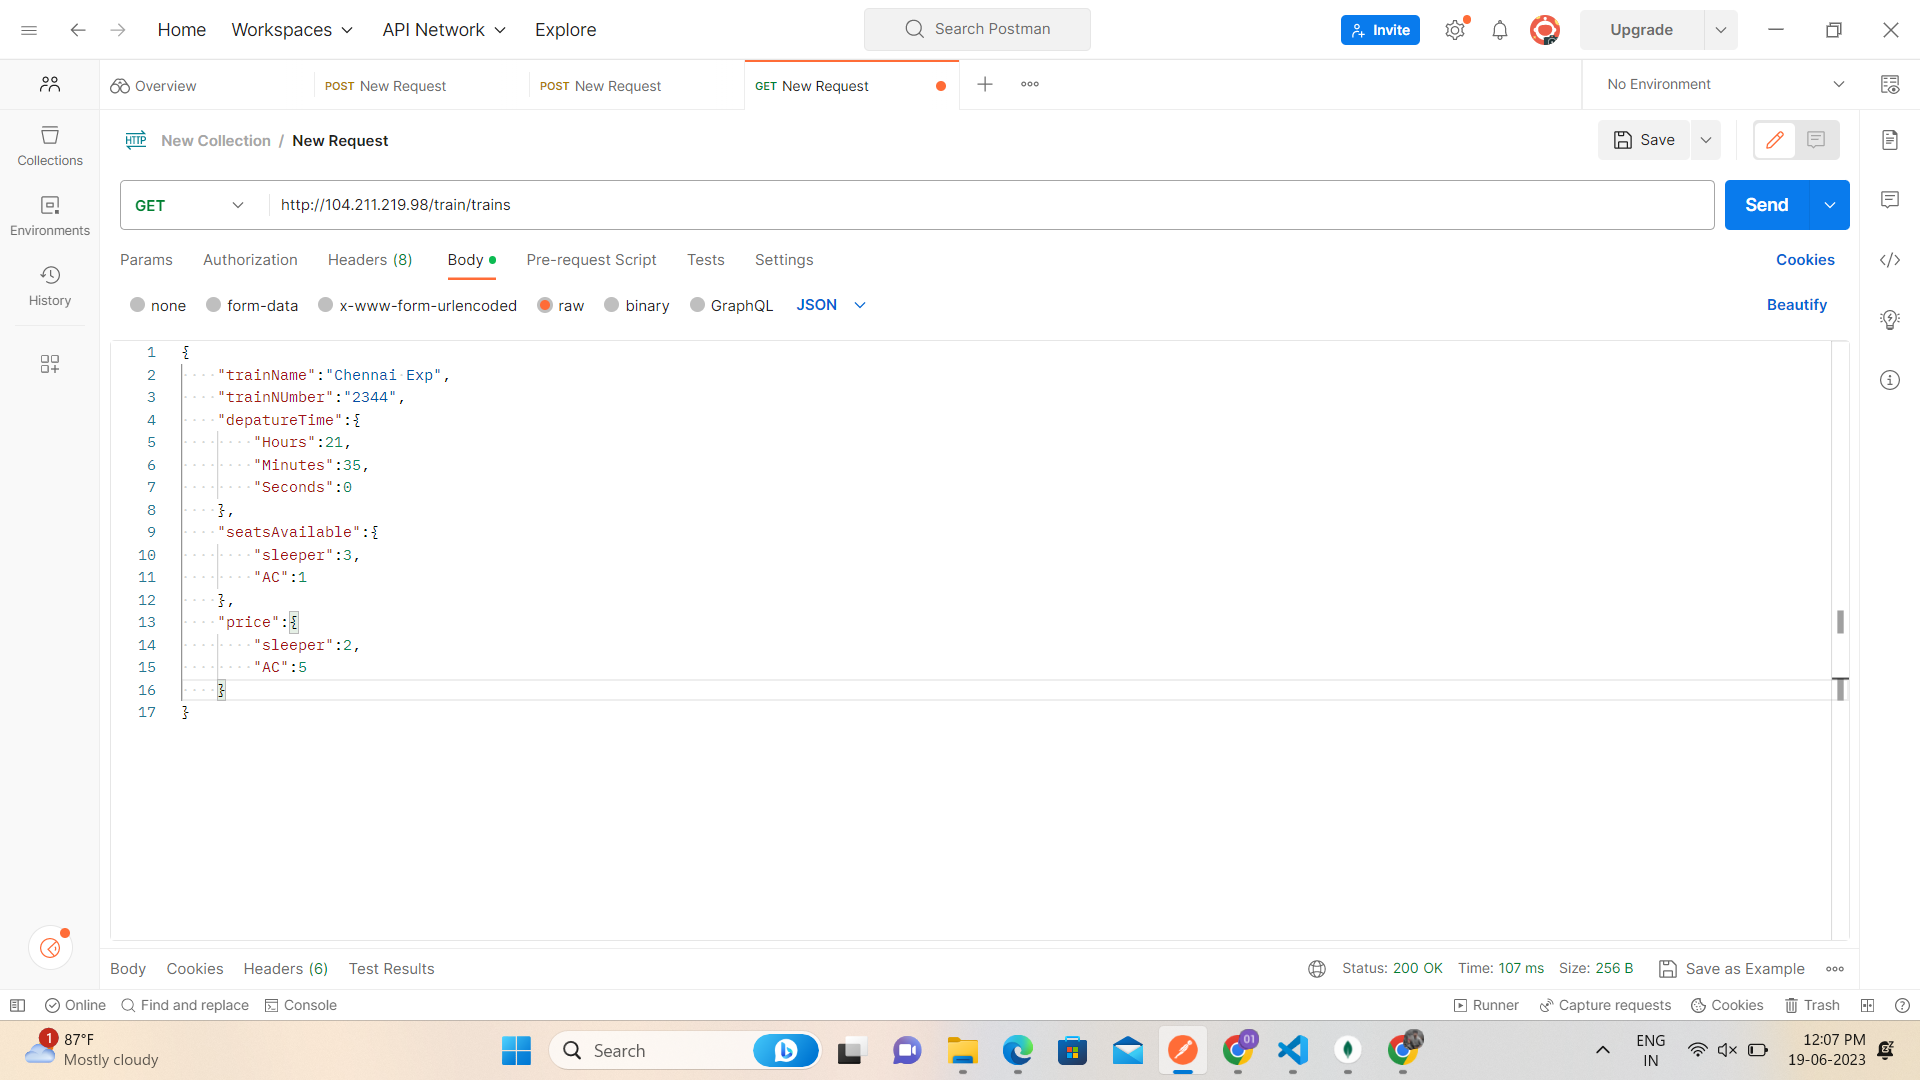 Home Workspaces API Network Explore Search Postman Invite Upgrade
Overview POST New Request POST New Request GET New Request No Environment
HTTP New Collection / New Request Save
Collections
Environments
History
GET http://104.211.219.98/train/trains Send
Params Authorization Headers (8) Body Pre-request Script Tests Settings Cookies
none form-data x-www-form-urlencoded raw binary GraphQL JSON Beautify
1 {
2 "trainName":"Chennai Exp",
3 "trainNUmber":"2344",
4 "depatureTime":{
5 "Hours":21,
6 "Minutes":35,
7 "Seconds":0
8 },
9 "seatsAvailable":{
10 "sleeper":3,
11 "AC":1
12 },
13 "price":{
14 "sleeper":2,
15 "AC":5
16 }
17 }
Body Cookies Headers (6) Test Results Status: 200 OK Time: 107 ms Size: 256 B Save as Example
Online Find and replace Console Runner Capture requests Cookies Trash
1 87°F
Mostly cloudy
Search
01
ENG
IN
12:07 PM
19-06-2023